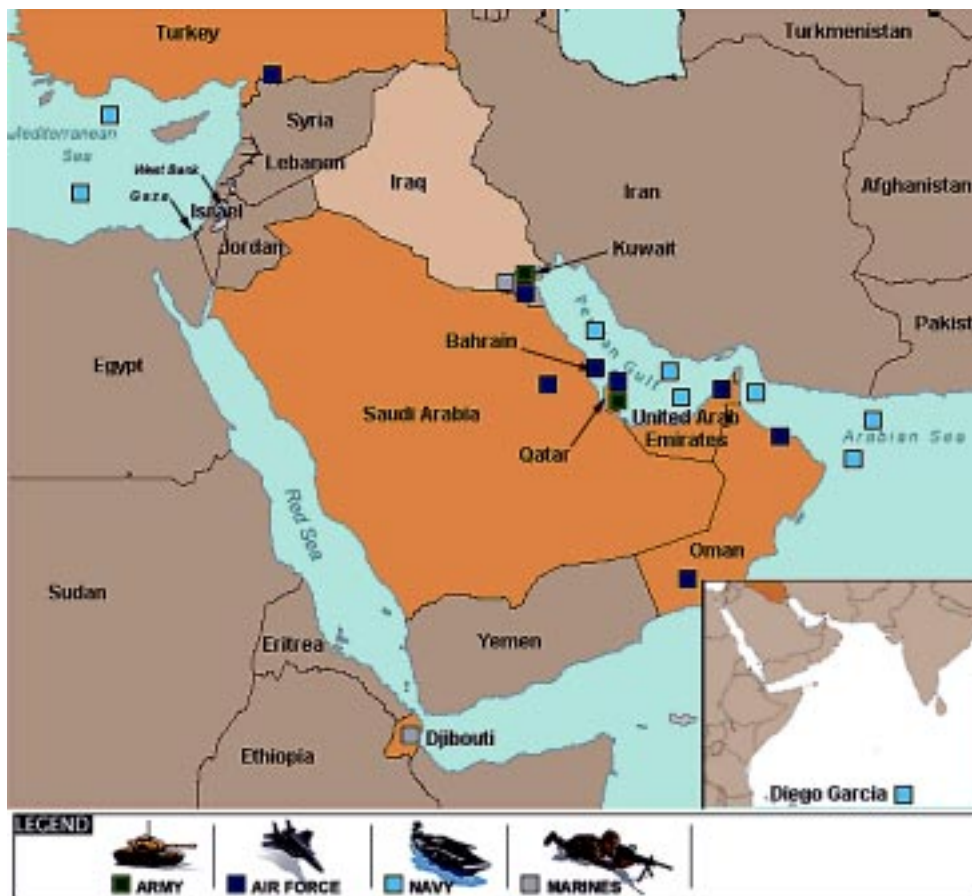 Turkey
Turkmenistan
Syria
Mediterranean
Sea
Lebanon
West Bank
Iraq
Iran
Afghanistan
Gaza
Israel
Jordan
Kuwait
Pakist
Persian Gulf
Egypt
Bahrain
Saudi Arabia
United Arab
Emirates
Arabian Sea
Qatar
Red Sea
Oman
Sudan
Yemen
Eritrea
Djibouti
Ethiopia
Diego Garcia
LEGEND
ARMY
AIR FORCE
NAVY
MARINES